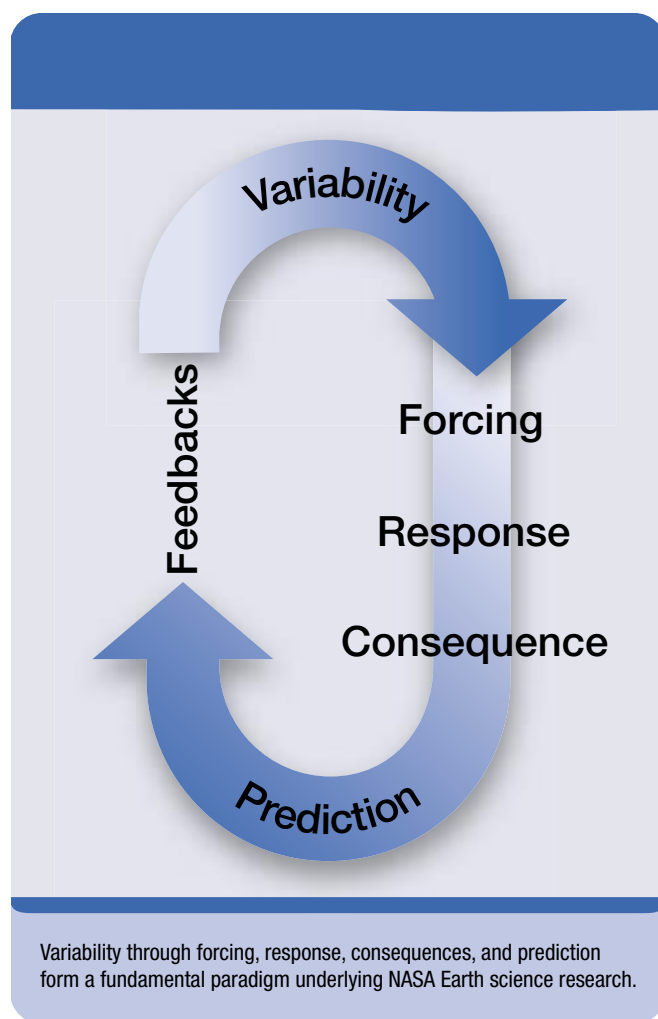 Variability
Forcing
Response
Consequence
Prediction
Feedbacks
Variability through forcing, response, consequences, and prediction
form a fundamental paradigm underlying NASA Earth science research.